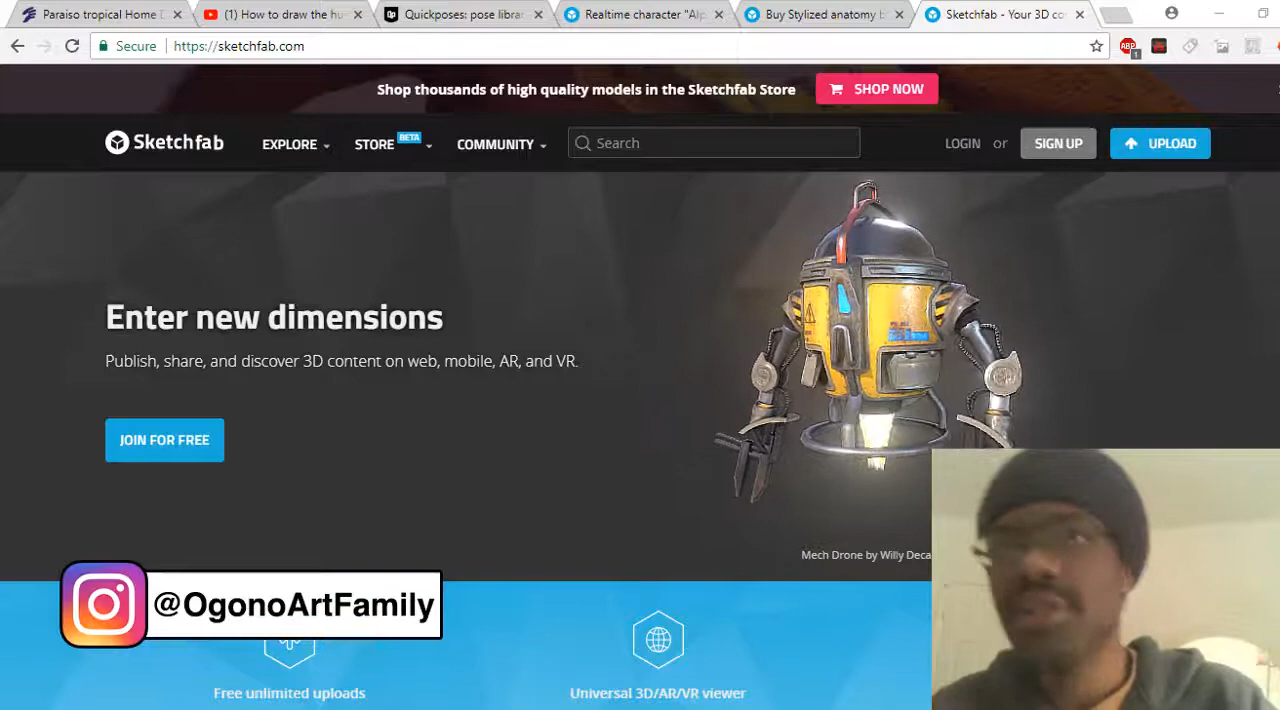 Paraiso tropical Home D
(1) How to draw the hu
Quickposes: pose librar
Realtime character "Alp
Buy Stylized anatomy b
Sketchfab - Your 3D co
Secure
https://sketchfab.com
ABP
1
Shop thousands of high quality models in the Sketchfab Store
SHOP NOW
Sketchfab
EXPLORE
STORE
BETA
COMMUNITY
Search
LOGIN or
SIGN UP
UPLOAD
Enter new dimensions
Publish, share, and discover 3D content on web, mobile, AR, and VR.
JOIN FOR FREE
Mech Drone by Willy Deca
@OgonoArtFamily
Free unlimited uploads
Universal 3D/AR/VR viewer